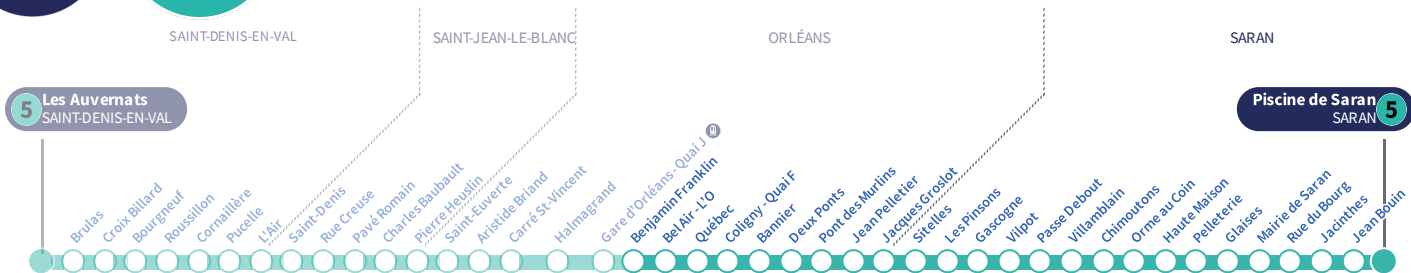 SAINT-DENIS-EN-VAL
SAINT-JEAN-LE-BLANC
ORLÉANS
SARAN
5
Les Auvernats
SAINT-DENIS-EN-VAL
Piscine de Saran
SARAN
5
Brulas
Croix Billard
Bourgneuf
Roussillon
Cornaillère
Pucelle
L'Air
Saint-Denis
Rue Creuse
Pavé Romain
Charles Baubault
Pierre Heuslin
Saint-Euverte
Aristide Briand
Carré St-Vincent
Halmagrand
Gare d'Orléans - Quai J
Benjamin Franklin
Bel Air - L'O
Québec
Coligny - Quai F
Bannier
Deux Ponts
Pont des Murlins
Jean Pelletier
Jacques Groslot
Sitelles
Les Pinsons
Gascogne
Vilpot
Passe Debout
Villamblain
Chimoutons
Orme au Coin
Haute Maison
Pelleterie
Glaises
Mairie de Saran
Rue du Bourg
Jacinthes
Jean Bouin